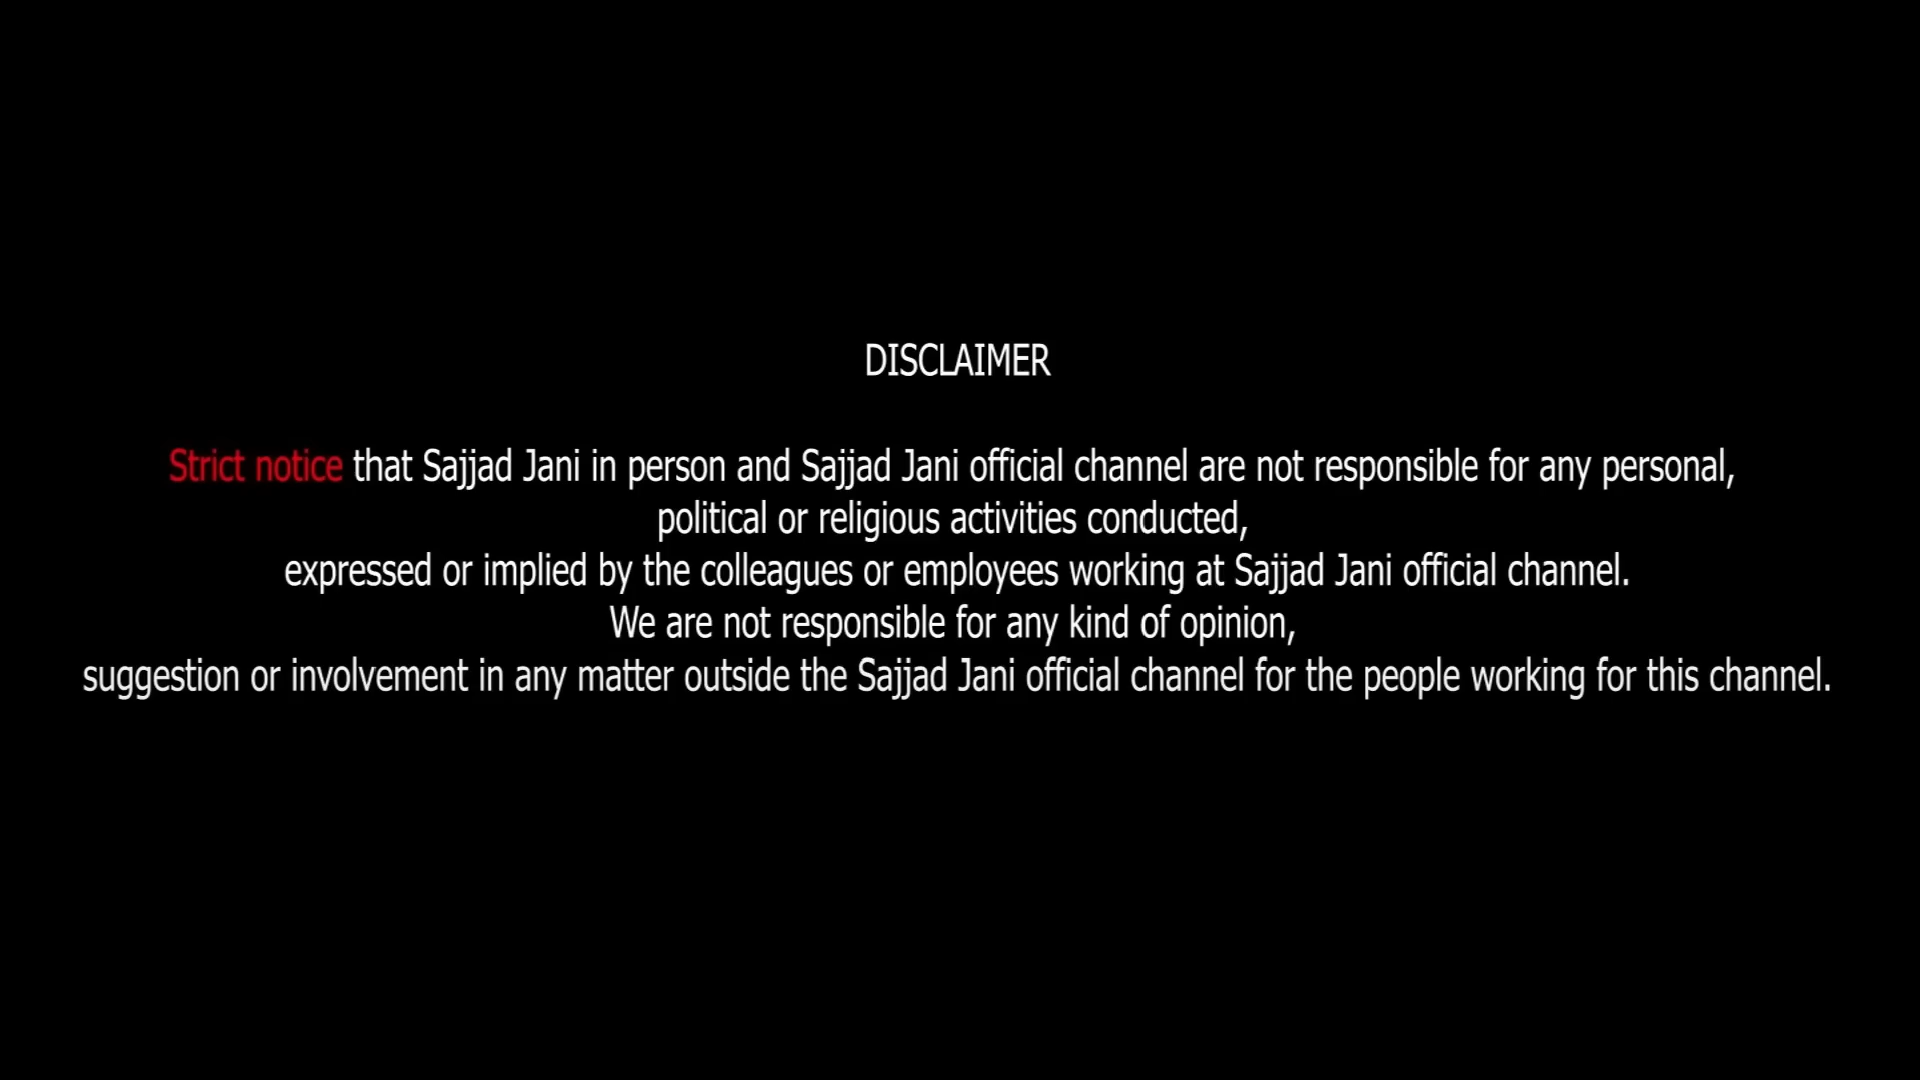 DISCLAIMER
Strict notice that Sajjad Jani in person and Sajjad Jani official channel are not responsible for any personal,
political or religious activities conducted,
expressed or implied by the colleagues or employees working at Sajjad Jani official channel.
We are not responsible for any kind of opinion,
suggestion or involvement in any matter outside the Sajjad Jani official channel for the people working for this channel.